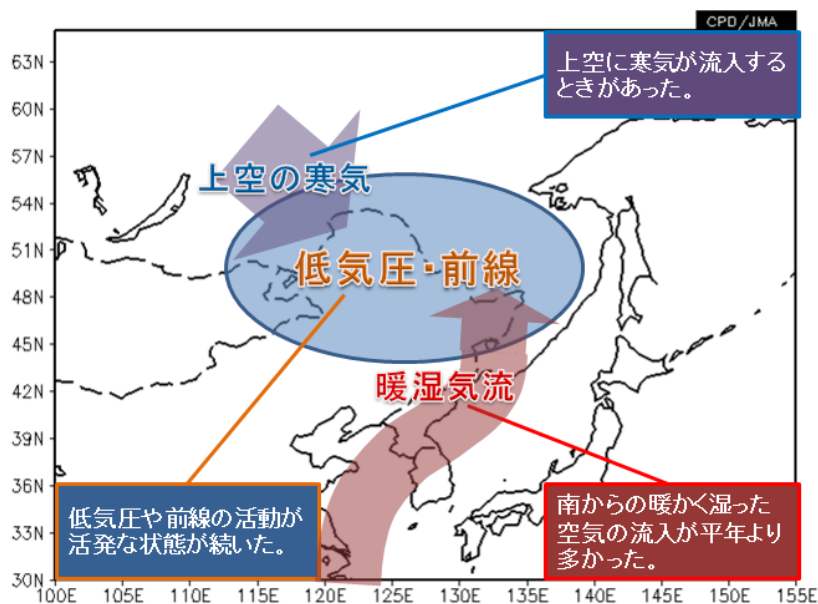 CPD/JMA
63N
60N
57N
54N
51N
48N
45N
42N
39N
36N
33N
30N
100E
105E
110E
115E
120E
125E
130E
135E
140E
145E
150E
155E
上空に寒気が流入する
ときがあった。
上空の寒気
低気圧・前線
暖湿気流
低気圧や前線の活動が
活発な状態が続いた。
南からの暖かく湿った
空気の流入が平年より
多かった。